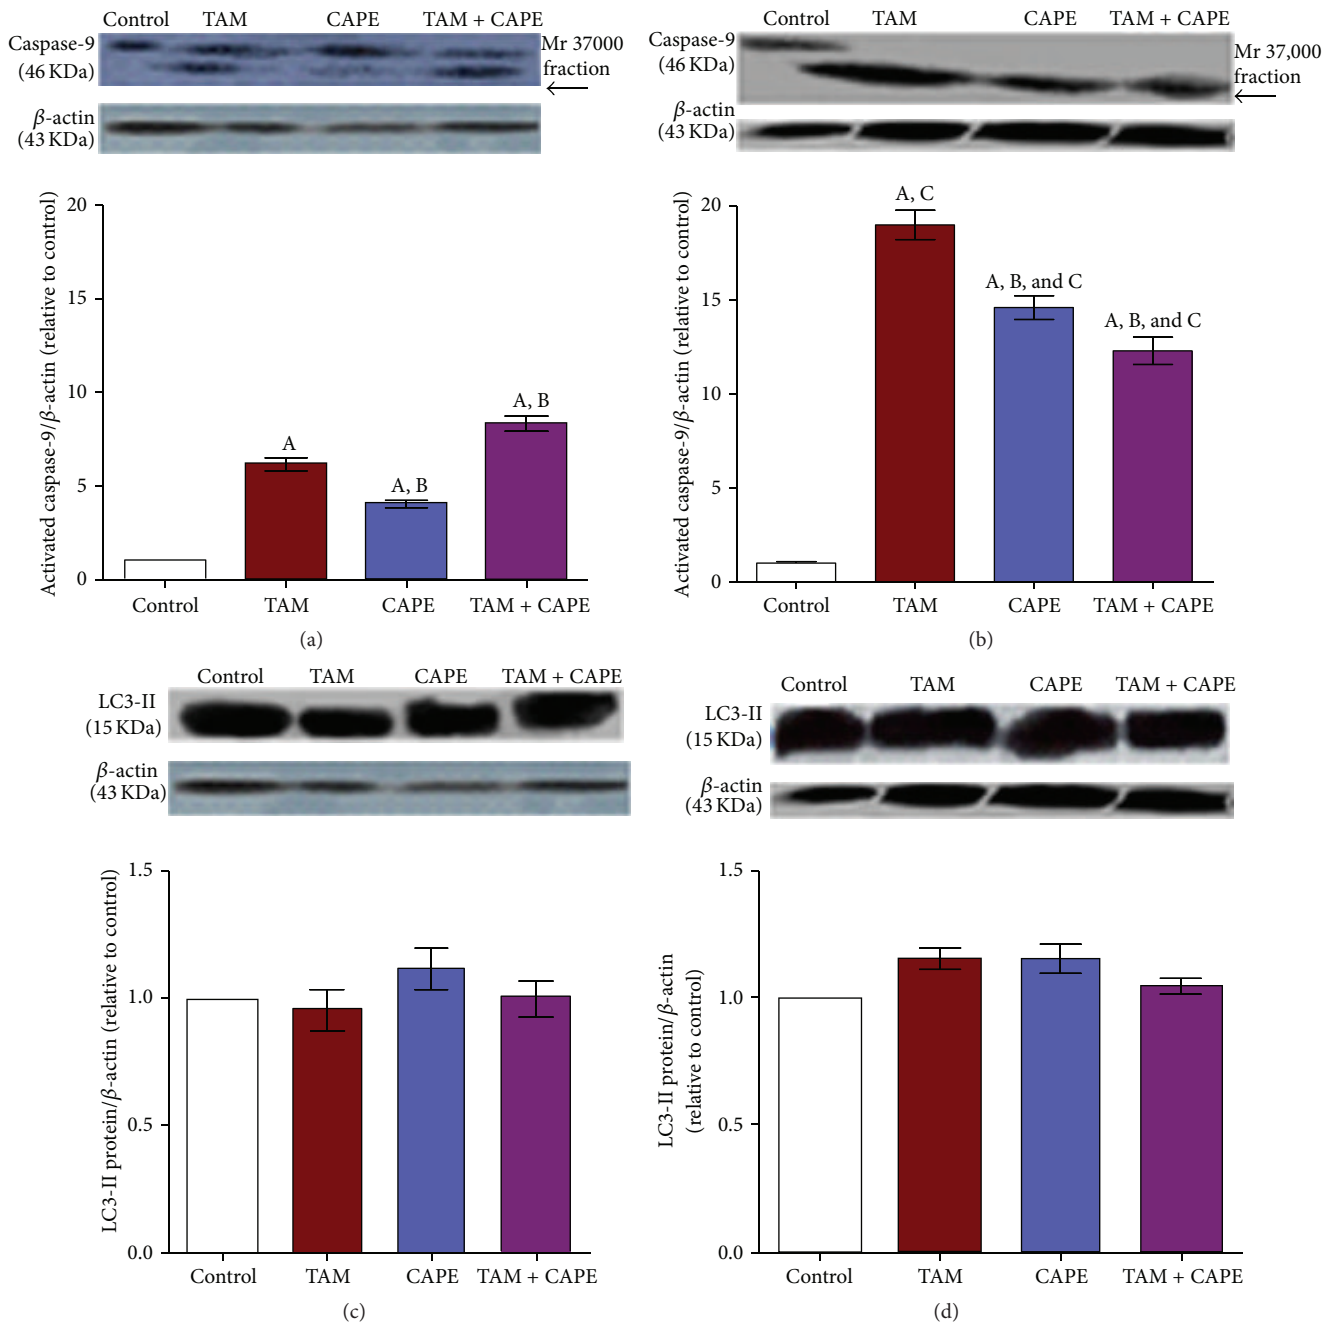 Control TAM CAPE TAM + CAPE
Caspase-9
(46 KDa)
Mr 37000
fraction
β-actin
(43 KDa)
Activated caspase-9/β-actin (relative to control)
20
15
10
5
0
A
A, B
A, B
Control TAM CAPE TAM + CAPE
(a)
Control TAM CAPE TAM + CAPE
Caspase-9
(46 KDa)
Mr 37,000
fraction
β-actin
(43 KDa)
Activated caspase-9/β-actin (relative to control)
20
15
10
5
0
A, C
A, B, and C
A, B, and C
Control TAM CAPE TAM + CAPE
(b)
Control TAM CAPE TAM + CAPE
LC3-II
(15 KDa)
β-actin
(43 KDa)
LC3-II protein/β-actin (relative to control)
1.5
1.0
0.5
0.0
Control TAM CAPE TAM + CAPE
(c)
Control TAM CAPE TAM + CAPE
LC3-II
(15 KDa)
β-actin
(43 KDa)
LC3-II protein/β-actin
(relative to control)
1.5
1.0
0.5
0.0
Control TAM CAPE TAM + CAPE
(d)